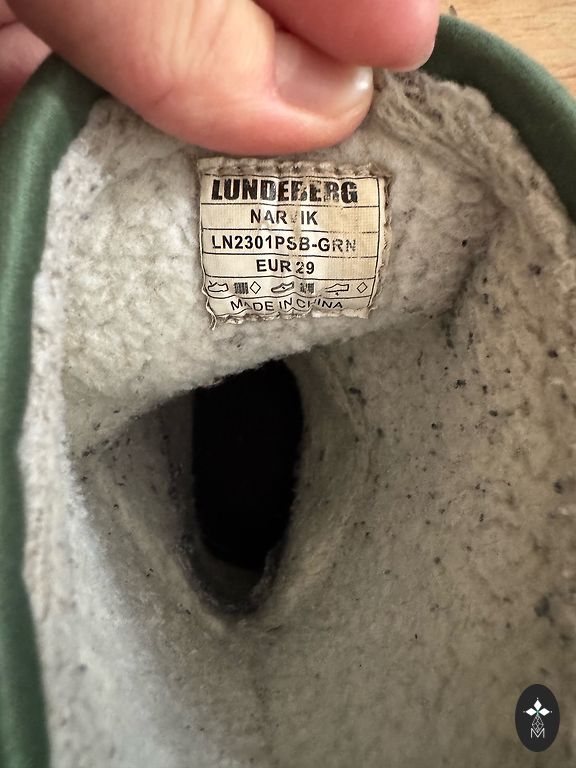 LUNDEBERG
NARVIK
LN2301PSB-GRN
EUR 29
MADE IN CHINA
M